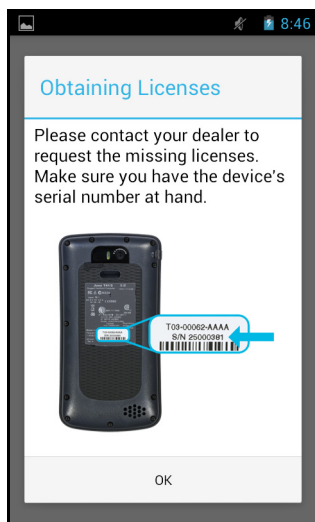 8:46
Obtaining Licenses
Please contact your dealer to
request the missing licenses.
Make sure you have the device's
serial number at hand.
T03-00062-AAAA
S/N 25000361
OK